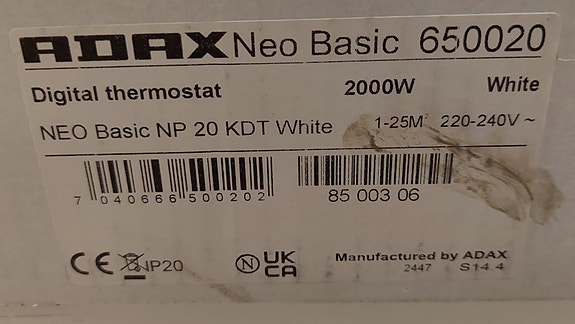 ADAX Neo Basic 650020
Digital thermostat 2000W White
NEO Basic NP 20 KDT White 1-25M² 220-240V ~
7 040666 500202 85 003 06
CE NP20 N UK CA Manufactured by ADAX
2447 S14.4